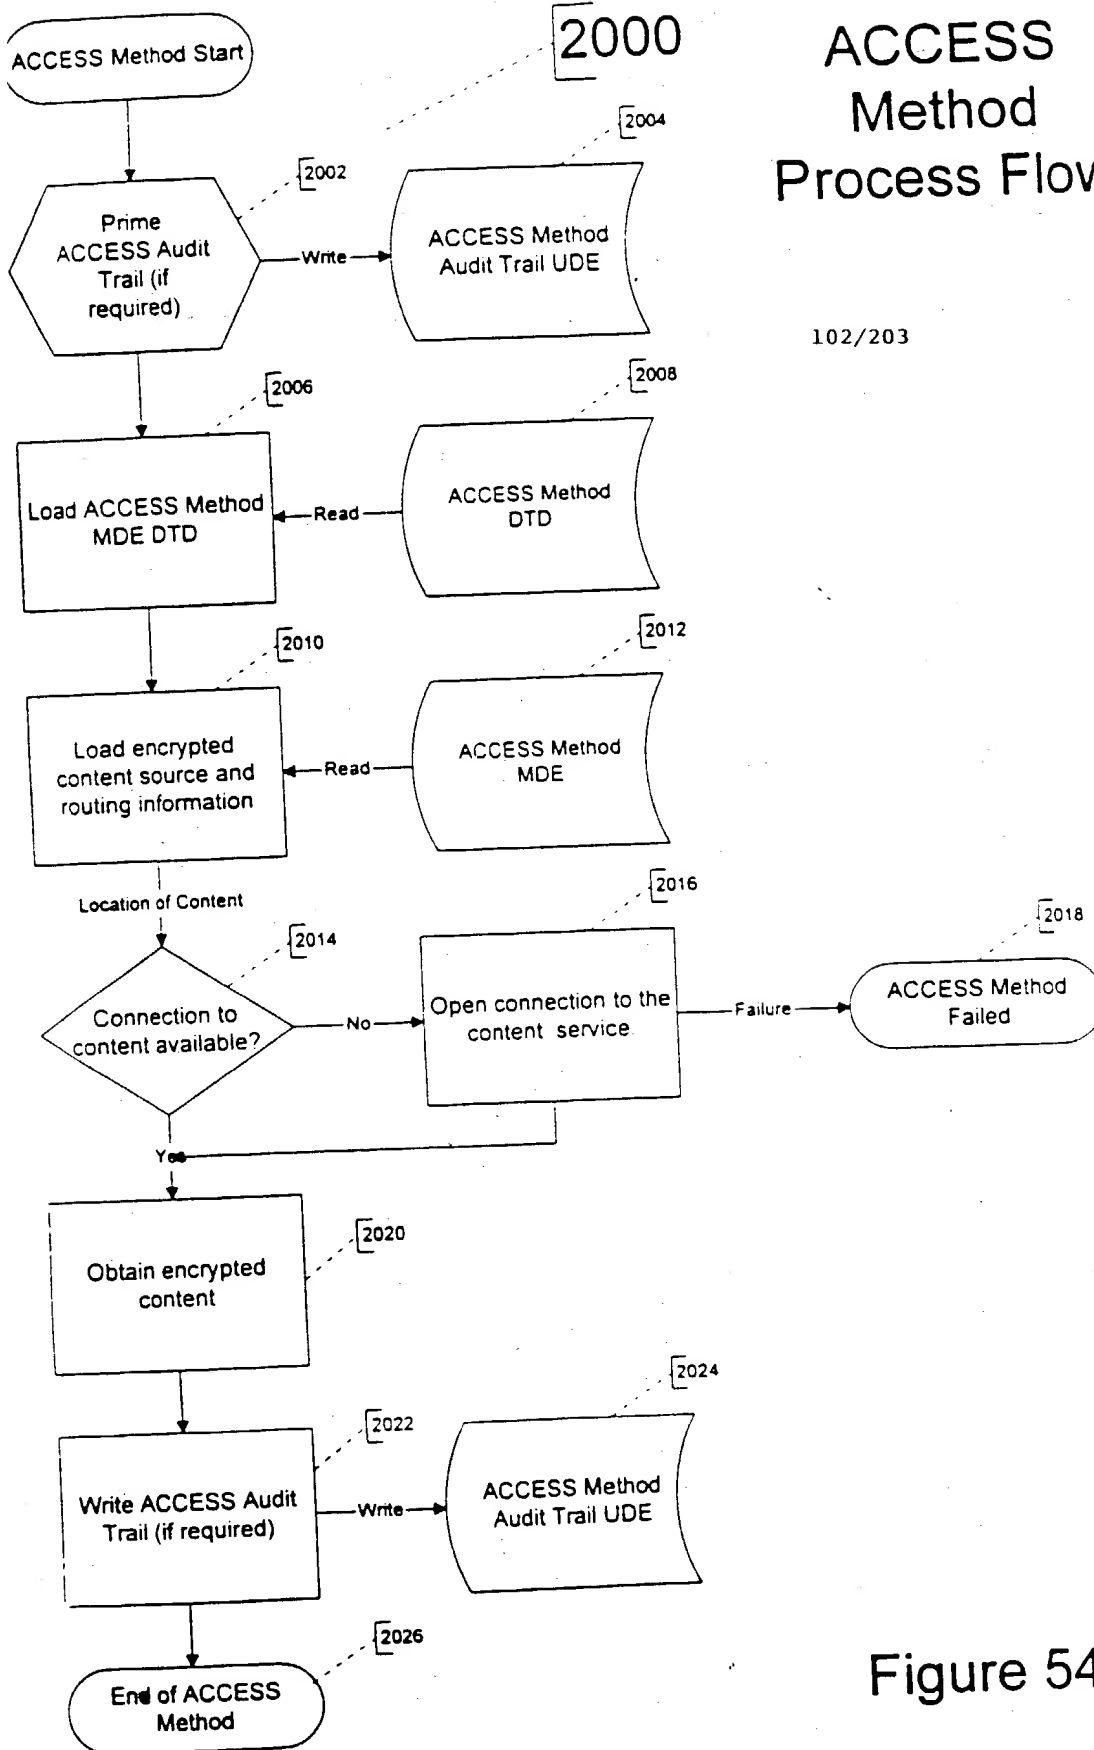 ACCESS Method Start
2000
ACCESS
Method
Process Flow
2002
2004
Prime
ACCESS Audit
Trail (if
required)
Write
ACCESS Method
Audit Trail UDE
102/203
2006
2008
Load ACCESS Method
MDE DTD
Read
ACCESS Method
DTD
2010
2012
Load encrypted
content source and
routing information
Read
ACCESS Method
MDE
Location of Content
2014
2016
2018
Connection to
content available?
No
Open connection to the
content service
Failure
ACCESS Method
Failed
Yes
2020
Obtain encrypted
content
2022
2024
Write ACCESS Audit
Trail (if required)
Write
ACCESS Method
Audit Trail UDE
2026
End of ACCESS
Method
Figure 54